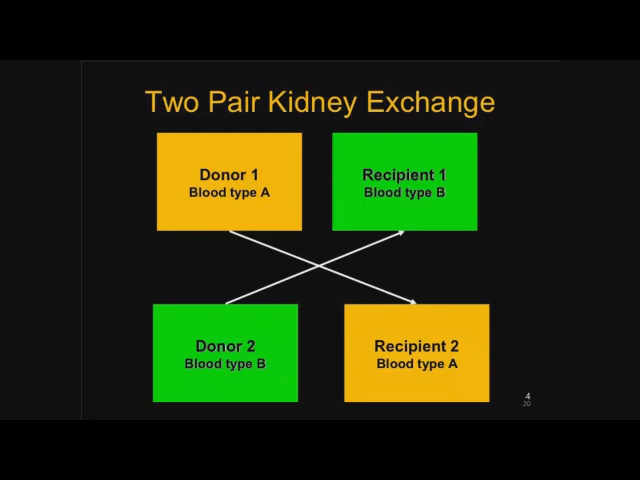 Two Pair Kidney Exchange
Donor 1
Blood type A
Recipient 1
Blood type B
Donor 2
Blood type B
Recipient 2
Blood type A
4
20